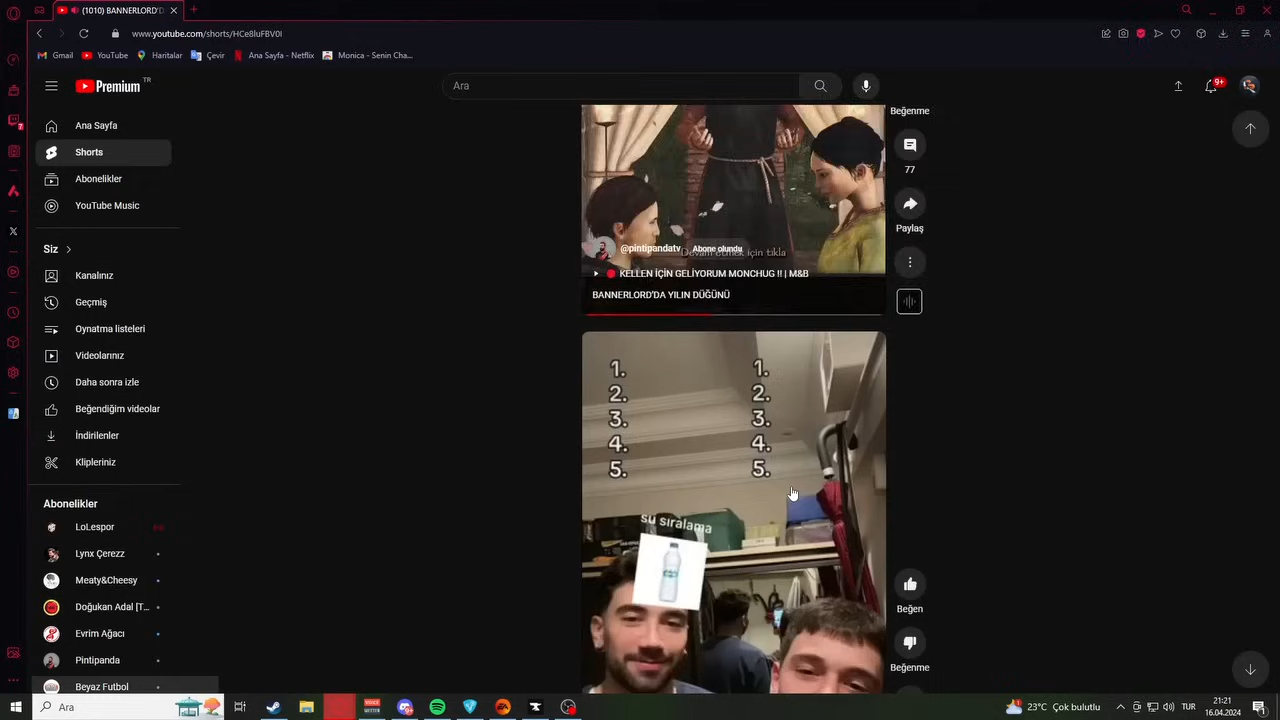 (1010) BANNERLORD'D
www.youtube.com/shorts/HCe8luFBV0I
Gmail
YouTube
Haritalar
Çevir
Ana Sayfa - Netflix
Monica - Senin Cha...
Premium TR
Ara
9+
Ana Sayfa
Shorts
Abonelikler
YouTube Music
Siz
Kanalınız
Geçmiş
Oynatma listeleri
Videolarınız
Daha sonra izle
Beğendiğim videolar
İndirilenler
Klipleriniz
Abonelikler
LoLespor
Lynx Çerezz
Meaty&Cheesy
Doğukan Adal [T...
Evrim Ağacı
Pintipanda
Beyaz Futbol
Beğenme
77
Paylaş
@pintipandatv Abone olundu
Devam etmek için tıkla
KELLEN İÇİN GELİYORUM MONCHUG !! | M&B
BANNERLORD'DA YILIN DÜĞÜNÜ
1. 1.
2. 2.
3. 3.
4. 4.
5. 5.
su sıralama
Beğen
Beğenme
Ara
23°C Çok bulutlu
TUR
21:21
16.04.2024